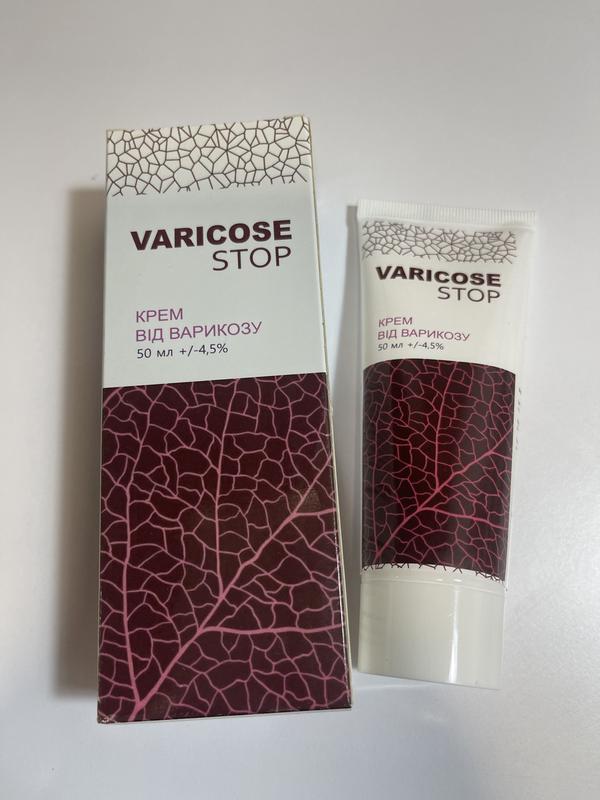 VARICOSE
STOP
КРЕМ
ВІД ВАРИКОЗУ
50 мл +/-4,5%
VARICOSE
STOP
КРЕМ
ВІД ВАРИКОЗУ
50 мл +/-4,5%